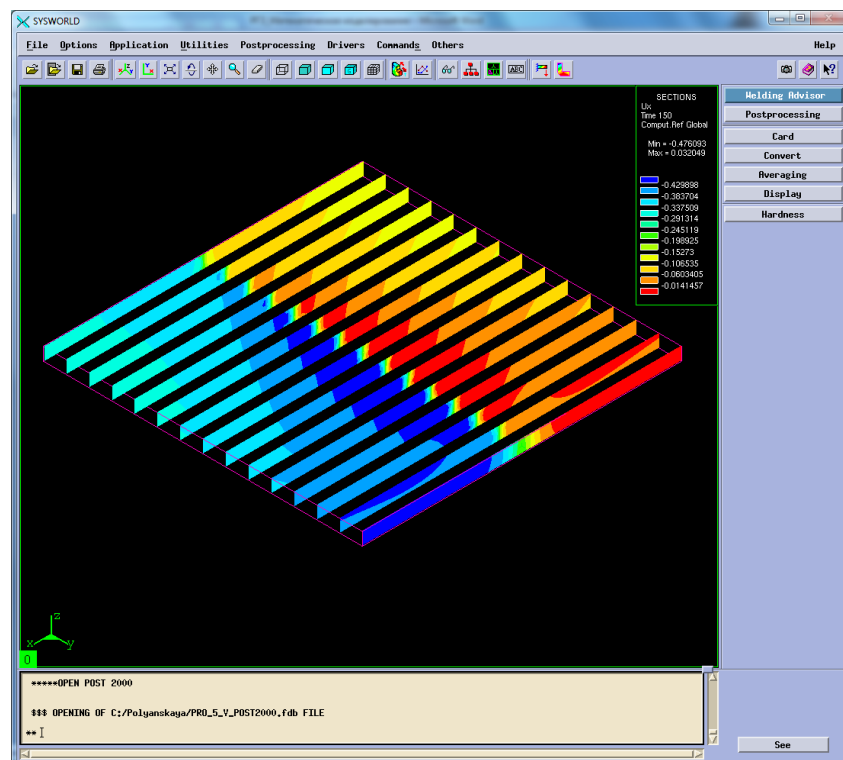 SYSWORLD
File Options Application Utilities Postprocessing Drivers Commands Others Help
ABC
SECTIONS
Ux
Time 150
Comput.Ref Global
Min = -0.476093
Max = 0.032049
-0.429898
-0.383704
-0.337509
-0.291314
-0.245119
-0.198925
-0.15273
-0.106535
-0.0603405
-0.0141457
Welding Advisor
Postprocessing
Card
Convert
Averaging
Display
Hardness
z
x
y
0
*****OPEN POST 2000
$$$ OPENING OF C:/Polyanskaya/PRO_5_V_POST2000.fdb FILE
**
See